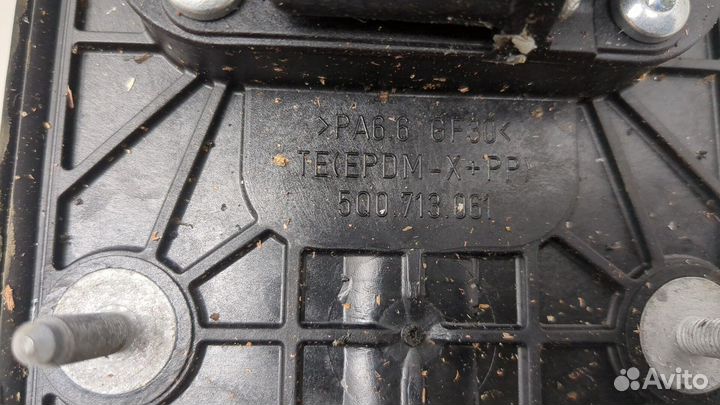 >PA6.6 GF30<
TE(EPDM-X+PP)
5Q0.713.061
Avito